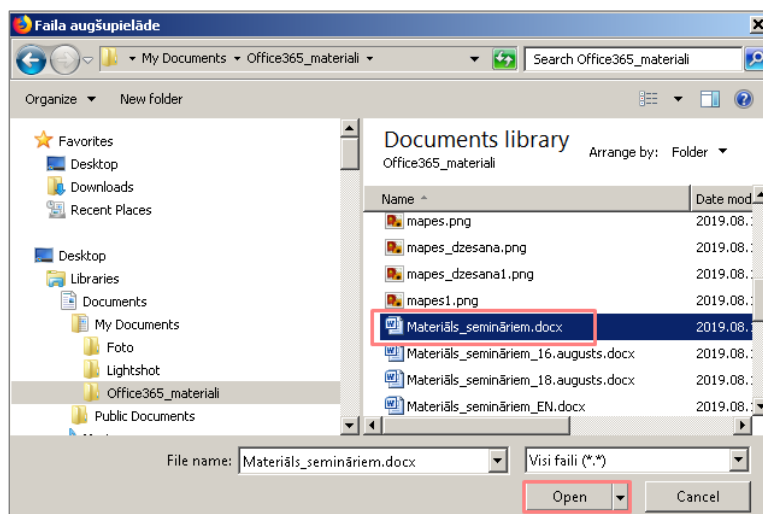 Faila augšupielāde
My Documents Office365_materiali
Search Office365_materiali
Organize New folder
Favorites
Desktop
Downloads
Recent Places
Desktop
Libraries
Documents
My Documents
Foto
Lightshot
Office365_materiali
Public Documents
Documents library
Office365_materiali
Arrange by: Folder
Name Date mod
mapes.png 2019.08.
mapes_dzesana.png 2019.08.
mapes_dzesana1.png 2019.08.
mapes1.png 2019.08.
Materiāls_semināriem.docx 2019.08.
Materiāls_semināriem_16.augusts.docx 2019.08.
Materiāls_semināriem_18.augusts.docx 2019.08.
Materiāls_semināriem_EN.docx 2019.08.
File name: Materiāls_semināriem.docx Visi faili (*.*)
Open Cancel